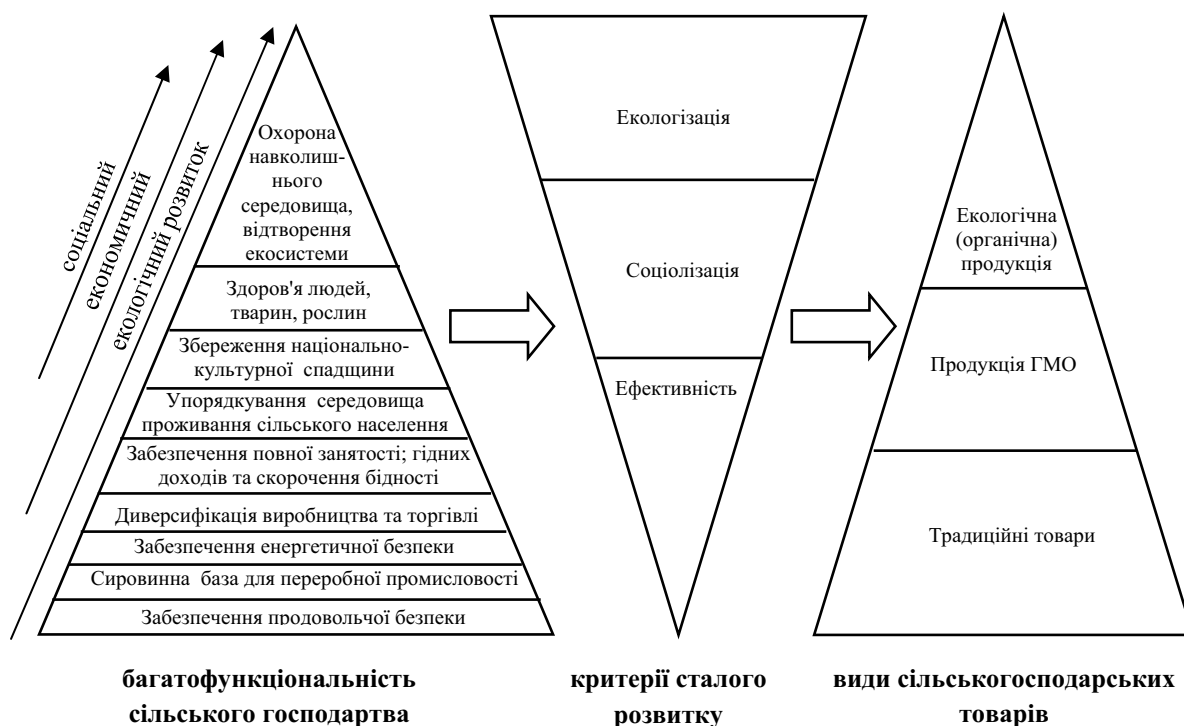 соціальний
економичний
екологічний розвиток
Охорона
навколиш-
нього
середовища,
відтворення
екосистеми
Здоров'я людей,
тварин, рослин
Збереження національно-
культурної спадщини
Упорядкування середовища
проживання сільського населення
Забезпечення повної занятості; гідних
доходів та скорочення бідності
Диверсифікація виробництва та торгівлі
Забезпечення енергетичної безпеки
Сировинна база для переробної промисловості
Забезпечення продовольчої безпеки
багатофункціональність
сільського господартва
Екологізація
Соціолізація
Ефективність
критерії сталого
розвитку
Екологічна
(органічна)
продукція
Продукція ГМО
Традиційні товари
види сільськогосподарських
товарів